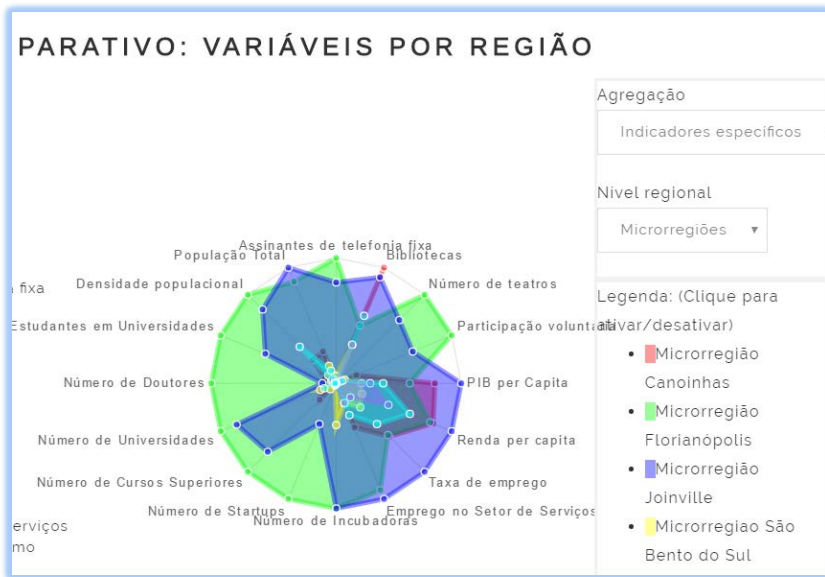 PARATIVO: VARIÁVEIS POR REGIÃO
Agregação
Indicadores específicos
Nivel regional
Microrregiões
Legenda: (Clique para
ativar/desativar)
Microrregião
Canoinhas
Microrregião
Florianópolis
Microrregião
Joinville
Microrregiao São
Bento do Sul
Assinantes de telefonia fixa
População Total
Bibliotecas
Densidade populacional
Número de teatros
fixa
Estudantes em Universidades
Participação voluntaria
Número de Doutores
PIB per Capita
Número de Universidades
Renda per capita
Número de Cursos Superiores
Taxa de emprego
Número de Startups
Emprego no Setor de Serviços
Número de Incubadoras
erviços
mo